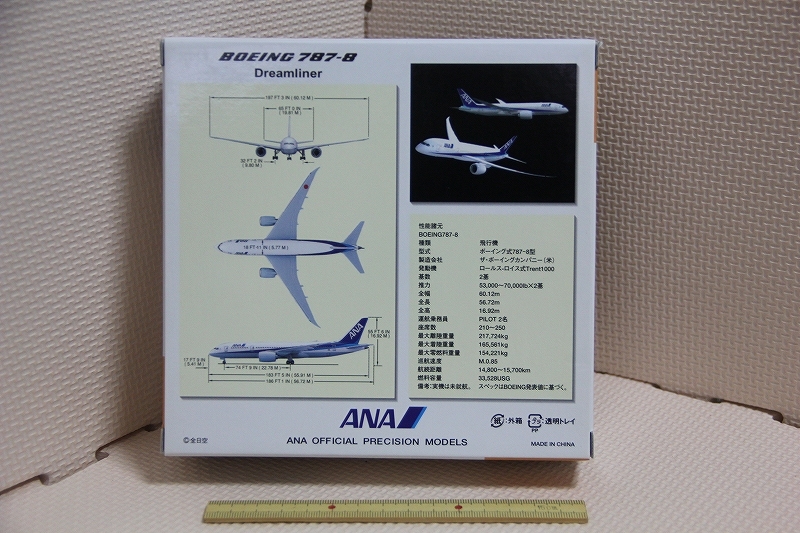 BOEING 787-8
Dreamliner
197 FT 3 IN ( 60.12 M )
65 FT 0 IN
( 19.81 M )
32 FT 2 IN
( 9.80 M )
ANA
19 FT 11 IN ( 5.77 M )
ANA
55 FT 6 IN
( 16.92 M )
17 FT 9 IN
( 5.41 M )
74 FT 9 IN ( 22.78 M )
183 FT 5 IN ( 55.91 M )
186 FT 1 IN ( 56.72 M )
性能諸元
BOEING787-8
種類 飛行機
型式 ボーイング式787-8型
製造会社 ザ・ボーイングカンパニー(米)
発動機 ロールス・ロイス式Trent1000
基数 2基
推力 53,000~70,000lb×2基
全幅 60.12m
全長 56.72m
全高 16.92m
運航乗務員 PILOT 2名
座席数 210~250
最大離陸重量 217,724kg
最大着陸重量 165,561kg
最大零燃料重量 154,221kg
巡航速度 M.0.85
航続距離 14,800~15,700km
燃料容量 33,528USG
備考:実機は未就航。 スペックはBOEING発表値に基づく。
ANA
紙:外箱 プラ:透明トレイ
PP
©全日空
ANA OFFICIAL PRECISION MODELS
MADE IN CHINA